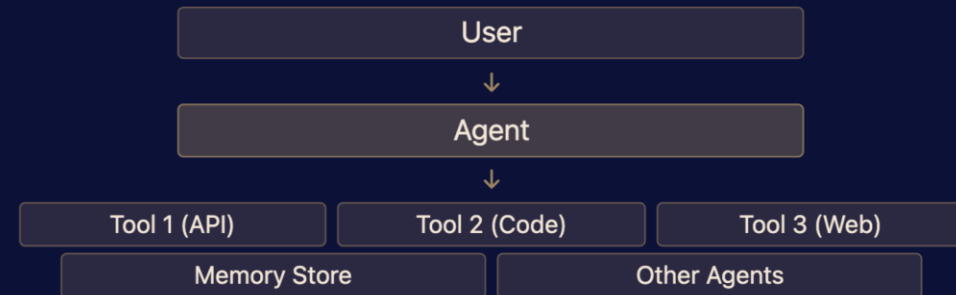 User
↓
Agent
↓
Tool 1 (API) Tool 2 (Code) Tool 3 (Web)
Memory Store Other Agents